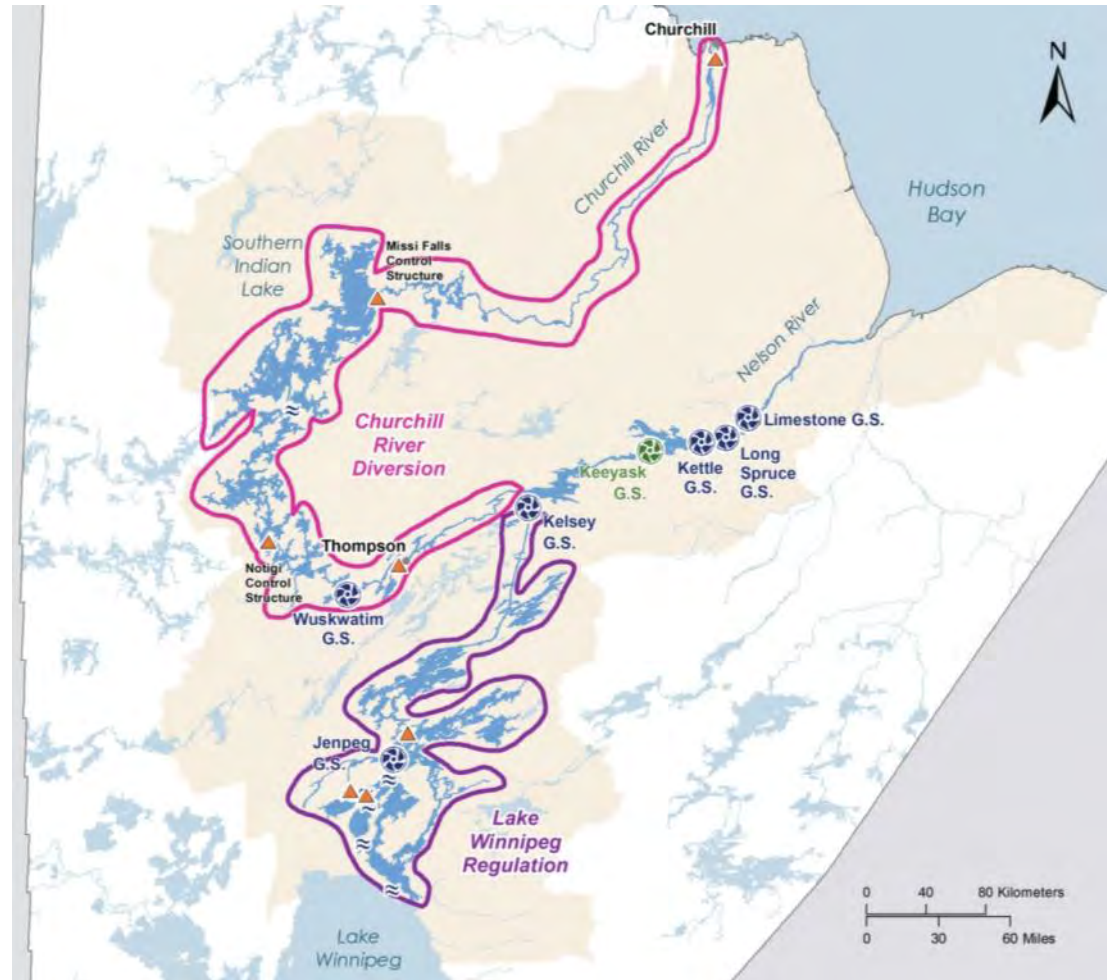 Churchill
N
Churchill River
Hudson
Bay
Southern
Indian
Lake
Missi Falls
Control
Structure
Nelson River
Churchill
River
Diversion
Limestone G.S.
Keeyask
G.S.
Kettle
G.S.
Long
Spruce
G.S.
Kelsey
G.S.
Thompson
Notigi
Control
Structure
Wuskwatim
G.S.
Jenpeg
G.S.
Lake
Winnipeg
Regulation
Lake
Winnipeg
0 40 80 Kilometers
0 30 60 Miles